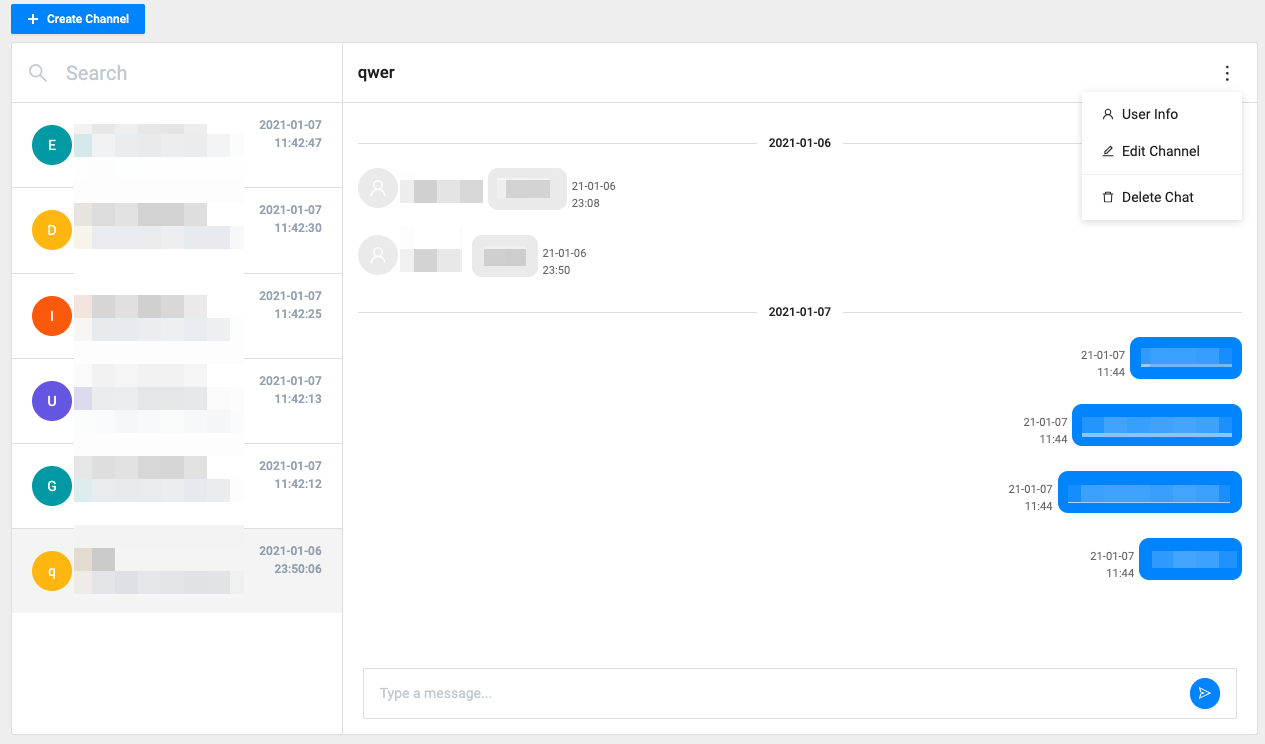 Create Channel
Search
E
2021-01-07
11:42:47
D
2021-01-07
11:42:30
I
2021-01-07
11:42:25
U
2021-01-07
11:42:13
G
2021-01-07
11:42:12
q
2021-01-06
23:50:06
qwer
User Info
Edit Channel
Delete Chat
2021-01-06
21-01-06
23:08
21-01-06
23:50
2021-01-07
21-01-07
11:44
21-01-07
11:44
21-01-07
11:44
21-01-07
11:44
Type a message...